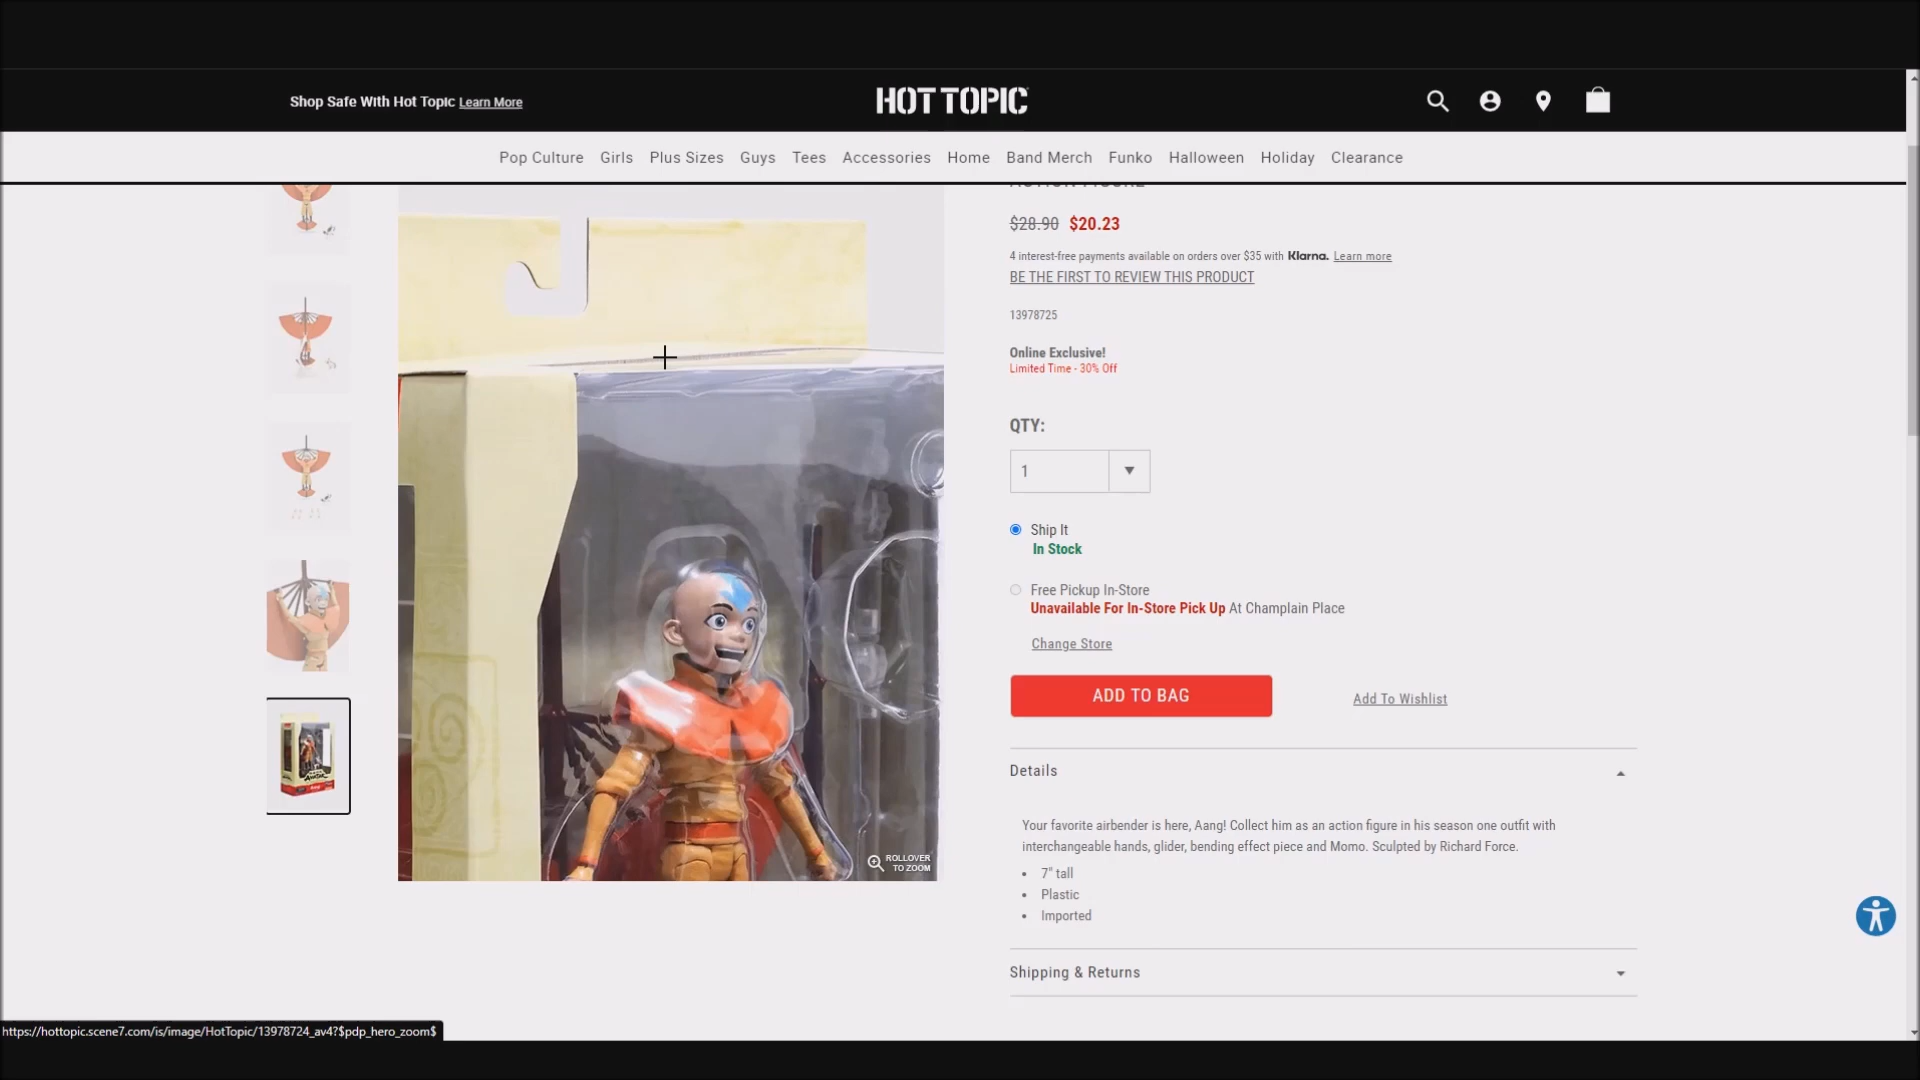 Shop Safe With Hot Topic Learn More
HOT TOPIC
Pop Culture Girls Plus Sizes Guys Tees Accessories Home Band Merch Funko Halloween Holiday Clearance
ACTION FIGURE
$28.90 $20.23
4 interest-free payments available on orders over $35 with Klarna. Learn more
BE THE FIRST TO REVIEW THIS PRODUCT
13978725
Online Exclusive!
Limited Time - 30% Off
QTY:
1
Ship It
In Stock
Free Pickup In-Store
Unavailable For In-Store Pick Up At Champlain Place
Change Store
ADD TO BAG
Add To Wishlist
Details
Your favorite airbender is here, Aang! Collect him as an action figure in his season one outfit with
interchangeable hands, glider, bending effect piece and Momo. Sculpted by Richard Force.
7" tall
Plastic
Imported
Shipping & Returns
ROLLOVER
TO ZOOM
Avatar
https://hottopic.scene7.com/is/image/HotTopic/13978724_av4?$pdp_hero_zoom$